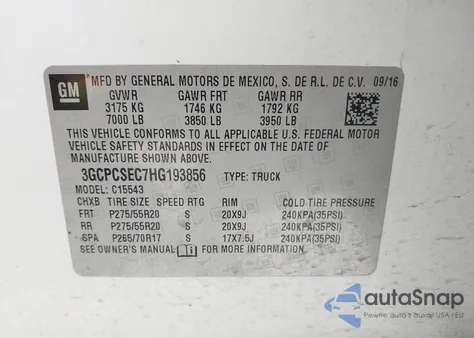 GM
MFD BY GENERAL MOTORS DE MEXICO, S. DE R.L. DE C.V. 09/16
GVWR GAWR FRT GAWR RR
3175 KG 1746 KG 1792 KG
7000 LB 3850 LB 3950 LB
THIS VEHICLE CONFORMS TO ALL APPLICABLE U.S. FEDERAL MOTOR
VEHICLE SAFETY STANDARDS IN EFFECT ON THE DATE OF
MANUFACTURE SHOWN ABOVE.
3GCPCSEC7HG193856 TYPE: TRUCK
MODEL: C15543
CHXB TIRE SIZE SPEED RTG RIM COLD TIRE PRESSURE
FRT P275/55R20 S 20X9J 240KPA(35PSI)
RR P275/55R20 S 20X9J 240KPA(35PSI)
SPA P265/70R17 S 17X7.5J 240KPA(35PSI)
SEE OWNER'S MANUAL FOR MORE INFORMATION.
autoSnap
Pewne auto z USA i EU